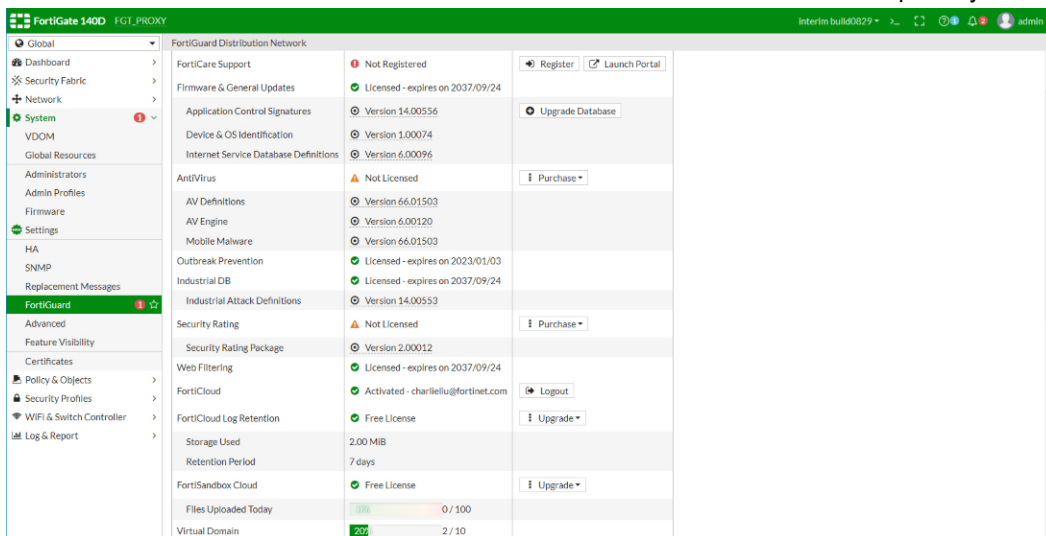 FortiGate 140D FGT_PROXY
Interim build0829 >_ 1 2 admin
Global
Dashboard
Security Fabric
Network
System 1
VDOM
Global Resources
Administrators
Admin Profiles
Firmware
Settings
HA
SNMP
Replacement Messages
FortiGuard 1
Advanced
Feature Visibility
Certificates
Policy & Objects
Security Profiles
WiFi & Switch Controller
Log & Report
FortiGuard Distribution Network
FortiCare Support Not Registered Register Launch Portal
Firmware & General Updates Licensed - expires on 2037/09/24
Application Control Signatures Version 14.00556 Upgrade Database
Device & OS Identification Version 1.00074
Internet Service Database Definitions Version 6.00096
AntiVirus Not Licensed Purchase
AV Definitions Version 66.01503
AV Engine Version 6.00120
Mobile Malware Version 66.01503
Outbreak Prevention Licensed - expires on 2023/01/03
Industrial DB Licensed - expires on 2037/09/24
Industrial Attack Definitions Version 14.00553
Security Rating Not Licensed Purchase
Security Rating Package Version 2.00012
Web Filtering Licensed - expires on 2037/09/24
FortiCloud Activated - charlieliu@fortinet.com Logout
FortiCloud Log Retention Free License Upgrade
Storage Used 2.00 MiB
Retention Period 7 days
FortiSandbox Cloud Free License Upgrade
Files Uploaded Today 0% 0 / 100
Virtual Domain 20% 2 / 10